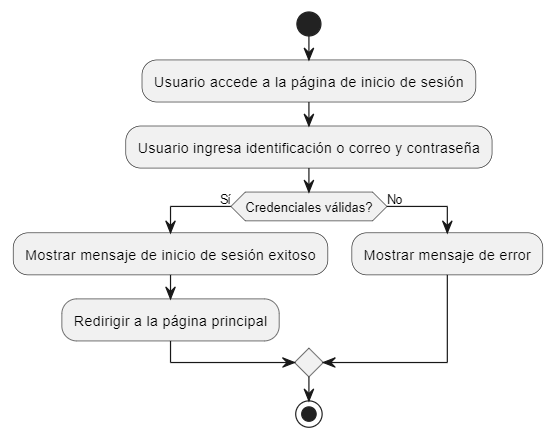 Usuario accede a la página de inicio de sesión
Usuario ingresa identificación o correo y contraseña
Sí
Credenciales válidas?
No
Mostrar mensaje de inicio de sesión exitoso
Mostrar mensaje de error
Redirigir a la página principal